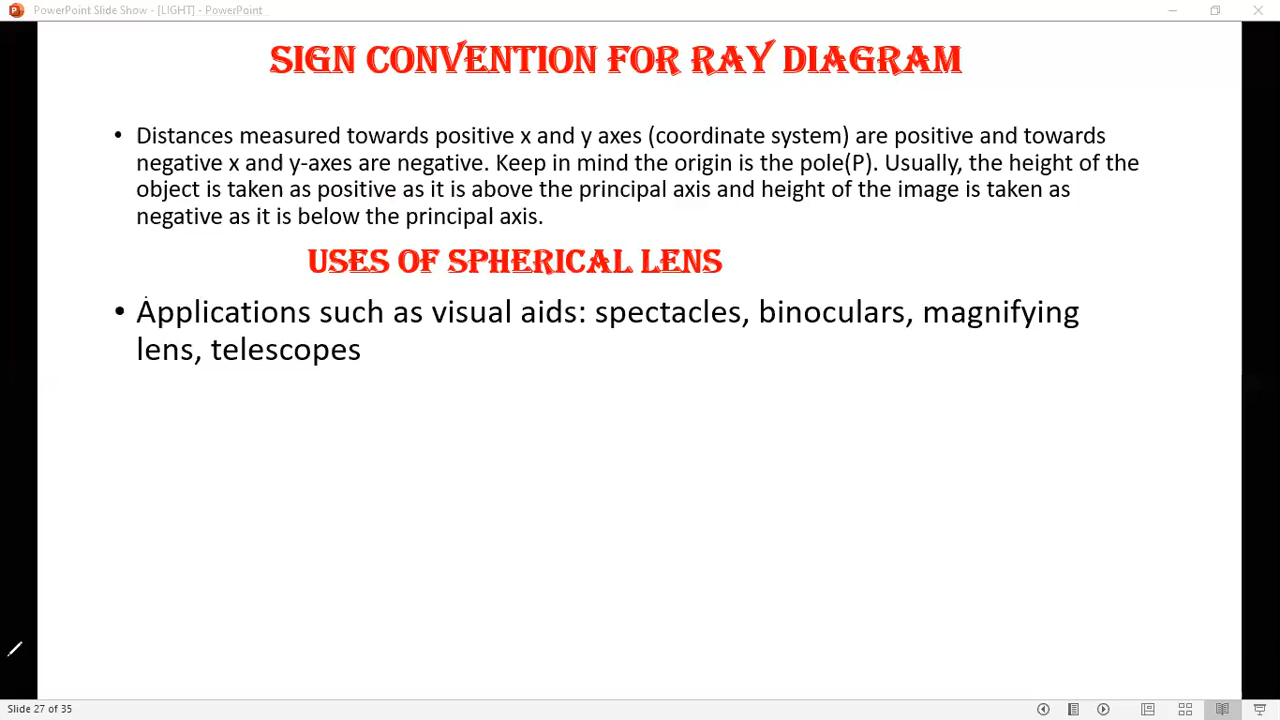 PowerPoint Slide Show - [LIGHT] - PowerPoint
SIGN CONVENTION FOR RAY DIAGRAM
• Distances measured towards positive x and y axes (coordinate system) are positive and towards
negative x and y-axes are negative. Keep in mind the origin is the pole(P). Usually, the height of the
object is taken as positive as it is above the principal axis and height of the image is taken as
negative as it is below the principal axis.
USES OF SPHERICAL LENS
• Applications such as visual aids: spectacles, binoculars, magnifying
lens, telescopes
Slide 27 of 35